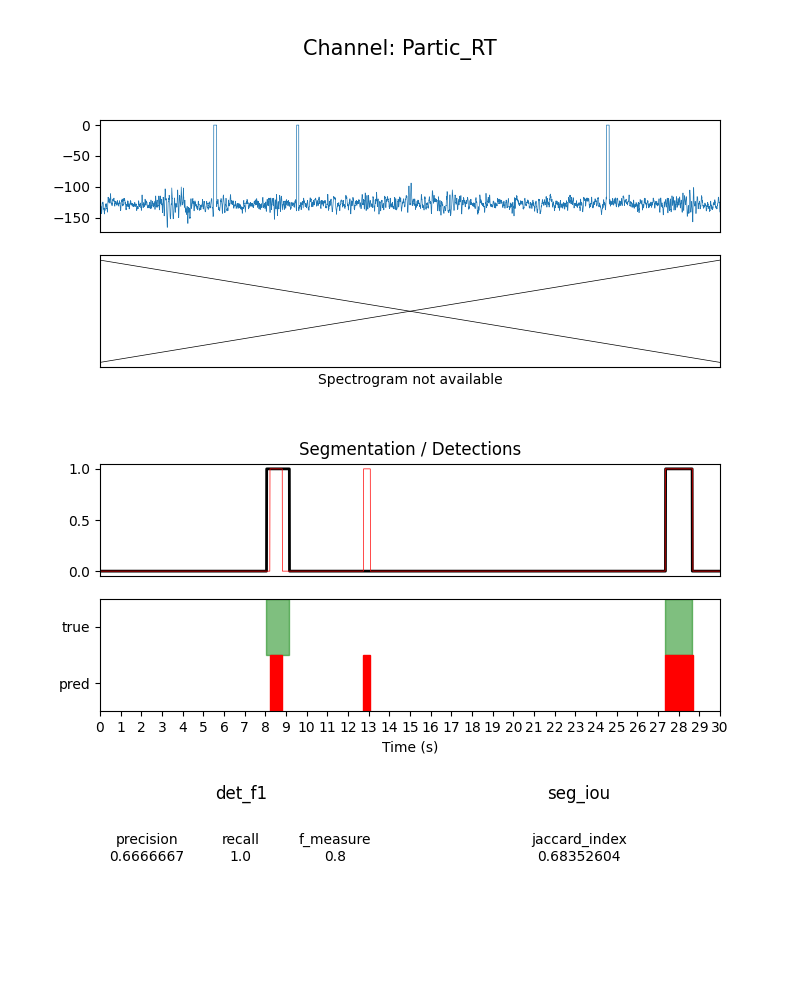 Channel: Partic_RT
0
−50
−100
−150
Spectrogram not available
Segmentation / Detections
1.0
0.5
0.0
true
pred
0 1 2 3 4 5 6 7 8 9 10 11 12 13 14 15 16 17 18 19 20 21 22 23 24 25 26 27 28 29 30
Time (s)
det_f1 seg_iou
precision recall f_measure jaccard_index
0.6666667 1.0 0.8 0.68352604